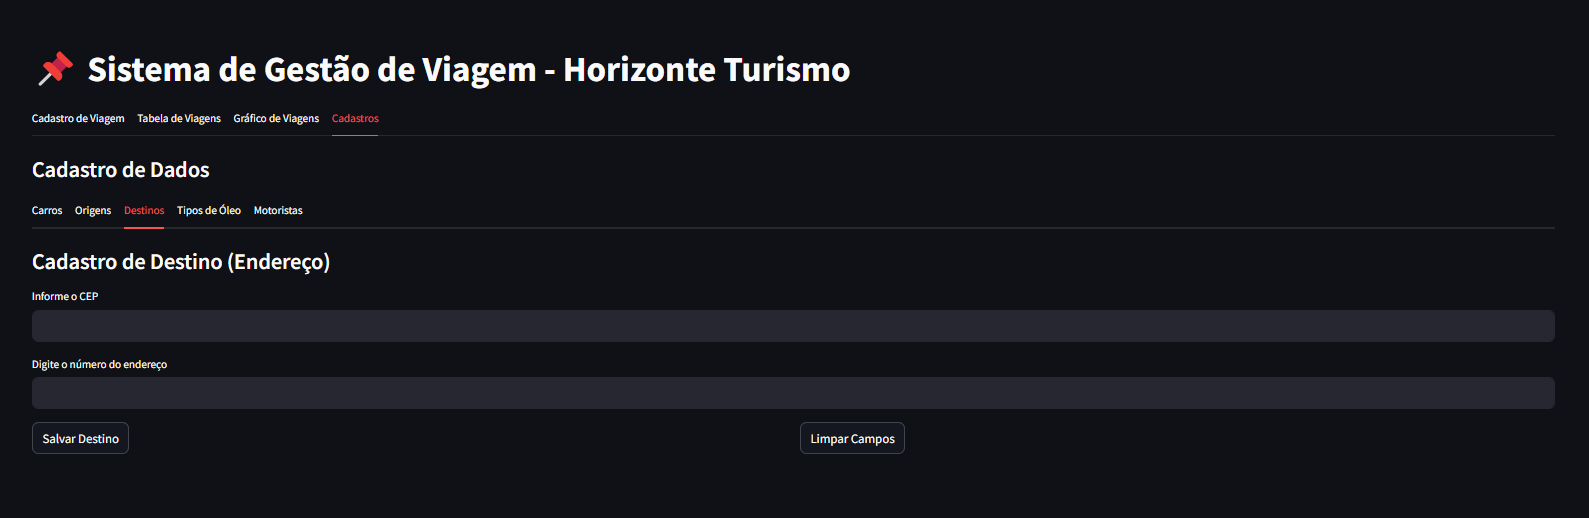 Sistema de Gestão de Viagem - Horizonte Turismo
Cadastro de Viagem Tabela de Viagens Gráfico de Viagens Cadastros
Cadastro de Dados
Carros Origens Destinos Tipos de Óleo Motoristas
Cadastro de Destino (Endereço)
Informe o CEP
Digite o número do endereço
Salvar Destino Limpar Campos